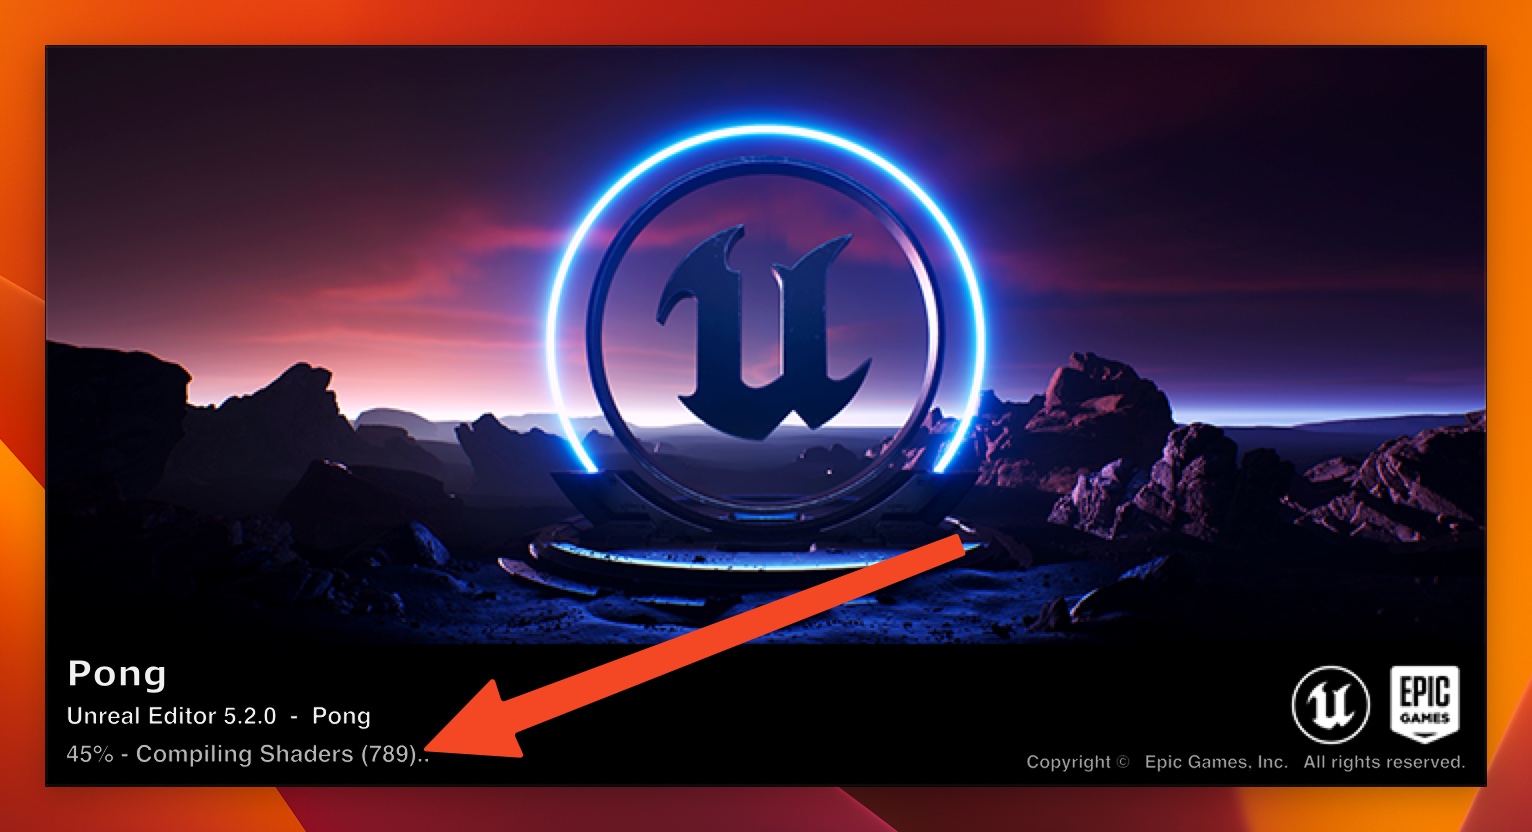 Pong
Unreal Editor 5.2.0 - Pong
45% - Compiling Shaders (789)..
EPIC
GAMES
Copyright © Epic Games, Inc. All rights reserved.